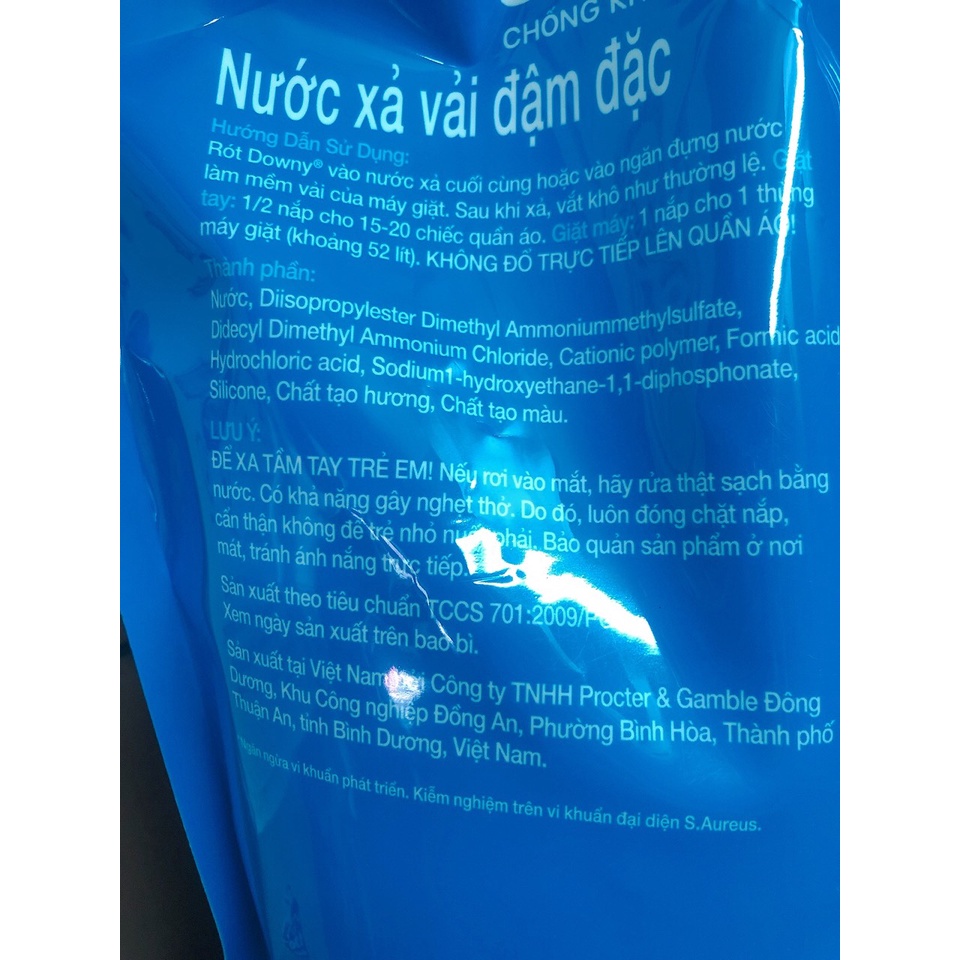 CHỐNG
Nước xả vải đậm đặc
Hướng Dẫn Sử Dụng:
Rót Downy® vào nước xả cuối cùng hoặc vào ngăn đựng nước
làm mềm vải của máy giặt. Sau khi xả, vắt khô như thường lệ. Giặt
tay: 1/2 nắp cho 15-20 chiếc quần áo. Giặt máy: 1 nắp cho 1 thùng
máy giặt (khoảng 52 lít). KHÔNG ĐỔ TRỰC TIẾP LÊN QUẦN ÁO!
Thành phần:
Nước, Diisopropylester Dimethyl Ammoniummethylsulfate,
Didecyl Dimethyl Ammonium Chloride, Cationic polymer, Formic acid
Hydrochloric acid, Sodium1-hydroxyethane-1,1-diphosphonate,
Silicone, Chất tạo hương, Chất tạo màu.
LƯU Ý:
ĐỂ XA TẦM TAY TRẺ EM! Nếu rơi vào mắt, hãy rửa thật sạch bằng
nước. Có khả năng gây nghẹt thở. Do đó, luôn đóng chặt nắp,
cẩn thận không để trẻ nhỏ nuốt phải. Bảo quản sản phẩm ở nơi
mát, tránh ánh nắng trực tiếp.
Sản xuất theo tiêu chuẩn TCCS 701:2009/
Xem ngày sản xuất trên bao bì.
Sản xuất tại Việt Nam bởi Công ty TNHH Procter & Gamble Đông
Dương, Khu Công nghiệp Đồng An, Phường Bình Hòa, Thành phố
Thuận An, tỉnh Bình Dương, Việt Nam.
ngăn ngừa vi khuẩn phát triển. Kiểm nghiệm trên vi khuẩn đại diện S.Aureus.